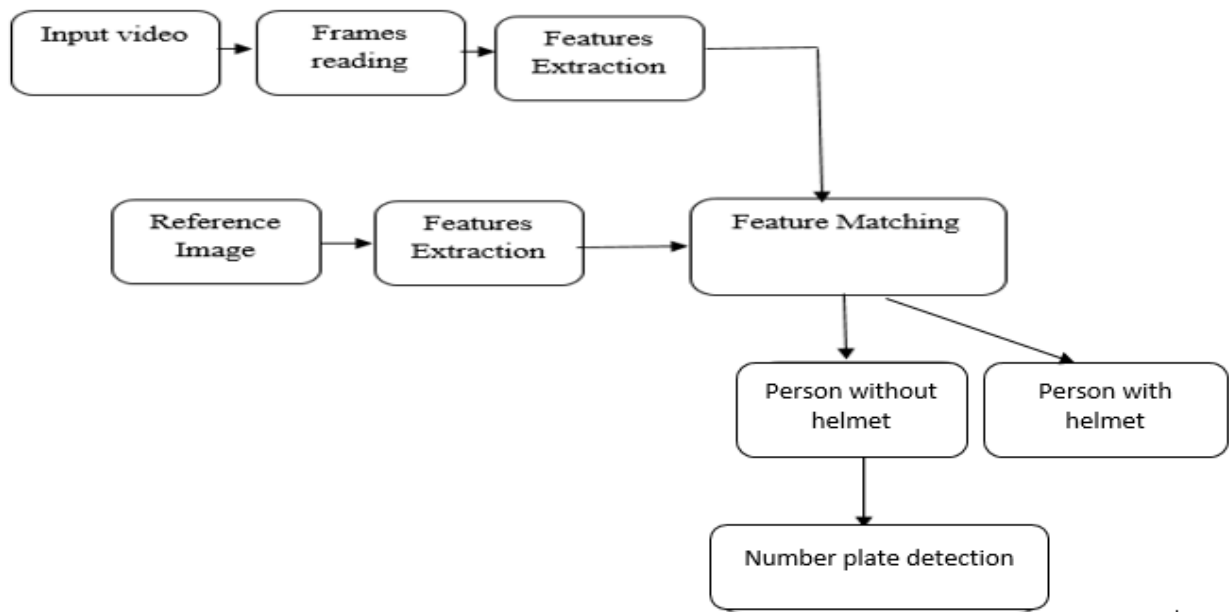 Input video
Frames
reading
Features
Extraction
Reference
Image
Features
Extraction
Feature Matching
Person without
helmet
Person with
helmet
Number plate detection